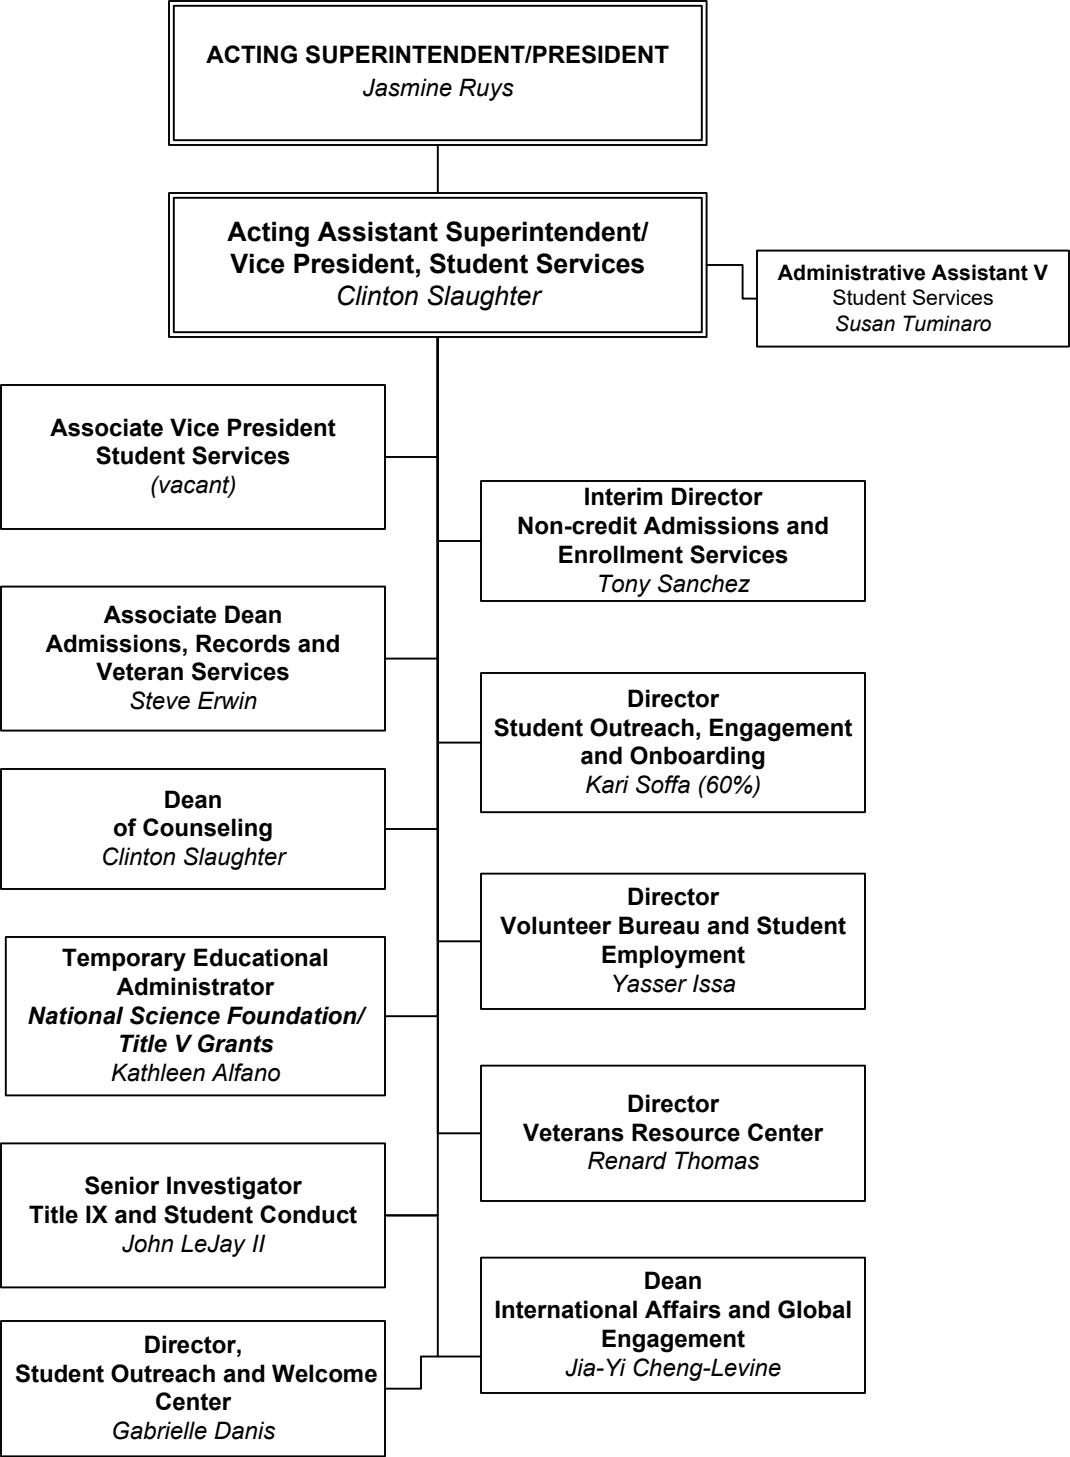 ACTING SUPERINTENDENT/PRESIDENT
Jasmine Ruys
Acting Assistant Superintendent/
Vice President, Student Services
Clinton Slaughter
Administrative Assistant V
Student Services
Susan Tuminaro
Associate Vice President
Student Services
(vacant)
Interim Director
Non-credit Admissions and
Enrollment Services
Tony Sanchez
Associate Dean
Admissions, Records and
Veteran Services
Steve Erwin
Director
Student Outreach, Engagement
and Onboarding
Kari Soffa (60%)
Dean
of Counseling
Clinton Slaughter
Director
Volunteer Bureau and Student
Employment
Yasser Issa
Temporary Educational
Administrator
National Science Foundation/
Title V Grants
Kathleen Alfano
Director
Veterans Resource Center
Renard Thomas
Senior Investigator
Title IX and Student Conduct
John LeJay II
Dean
International Affairs and Global
Engagement
Jia-Yi Cheng-Levine
Director,
Student Outreach and Welcome
Center
Gabrielle Danis